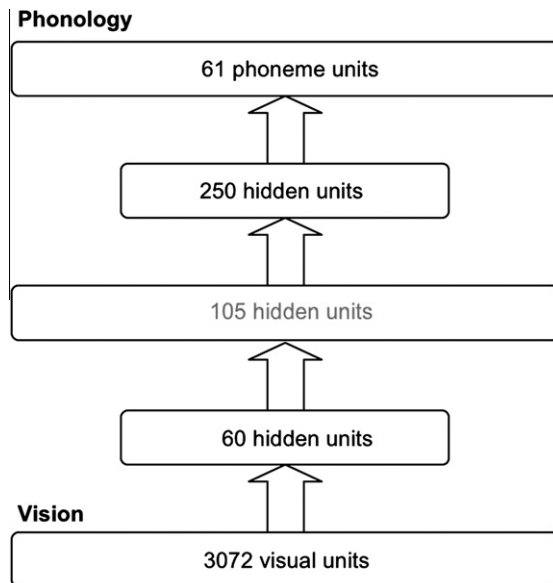 Phonology
61 phoneme units
250 hidden units
105 hidden units
60 hidden units
Vision
3072 visual units